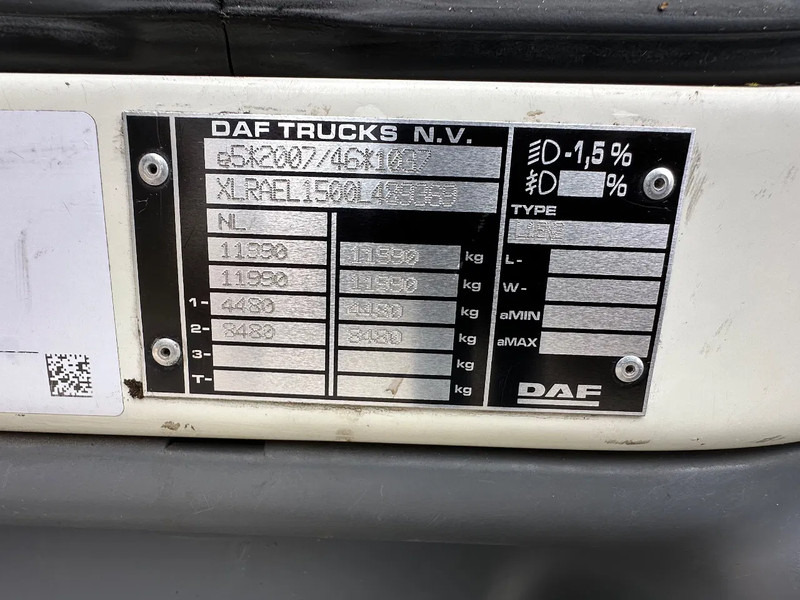 DAF TRUCKS N.V.
e5*2007/46*1037
NL
11990 11990 kg
11990 11990 kg
1- 4480 4480 kg
2- 8480 8480 kg
3- kg
T- kg
-1,5 %
%
TYPE
L-
W-
aMIN
aMAX
DAF